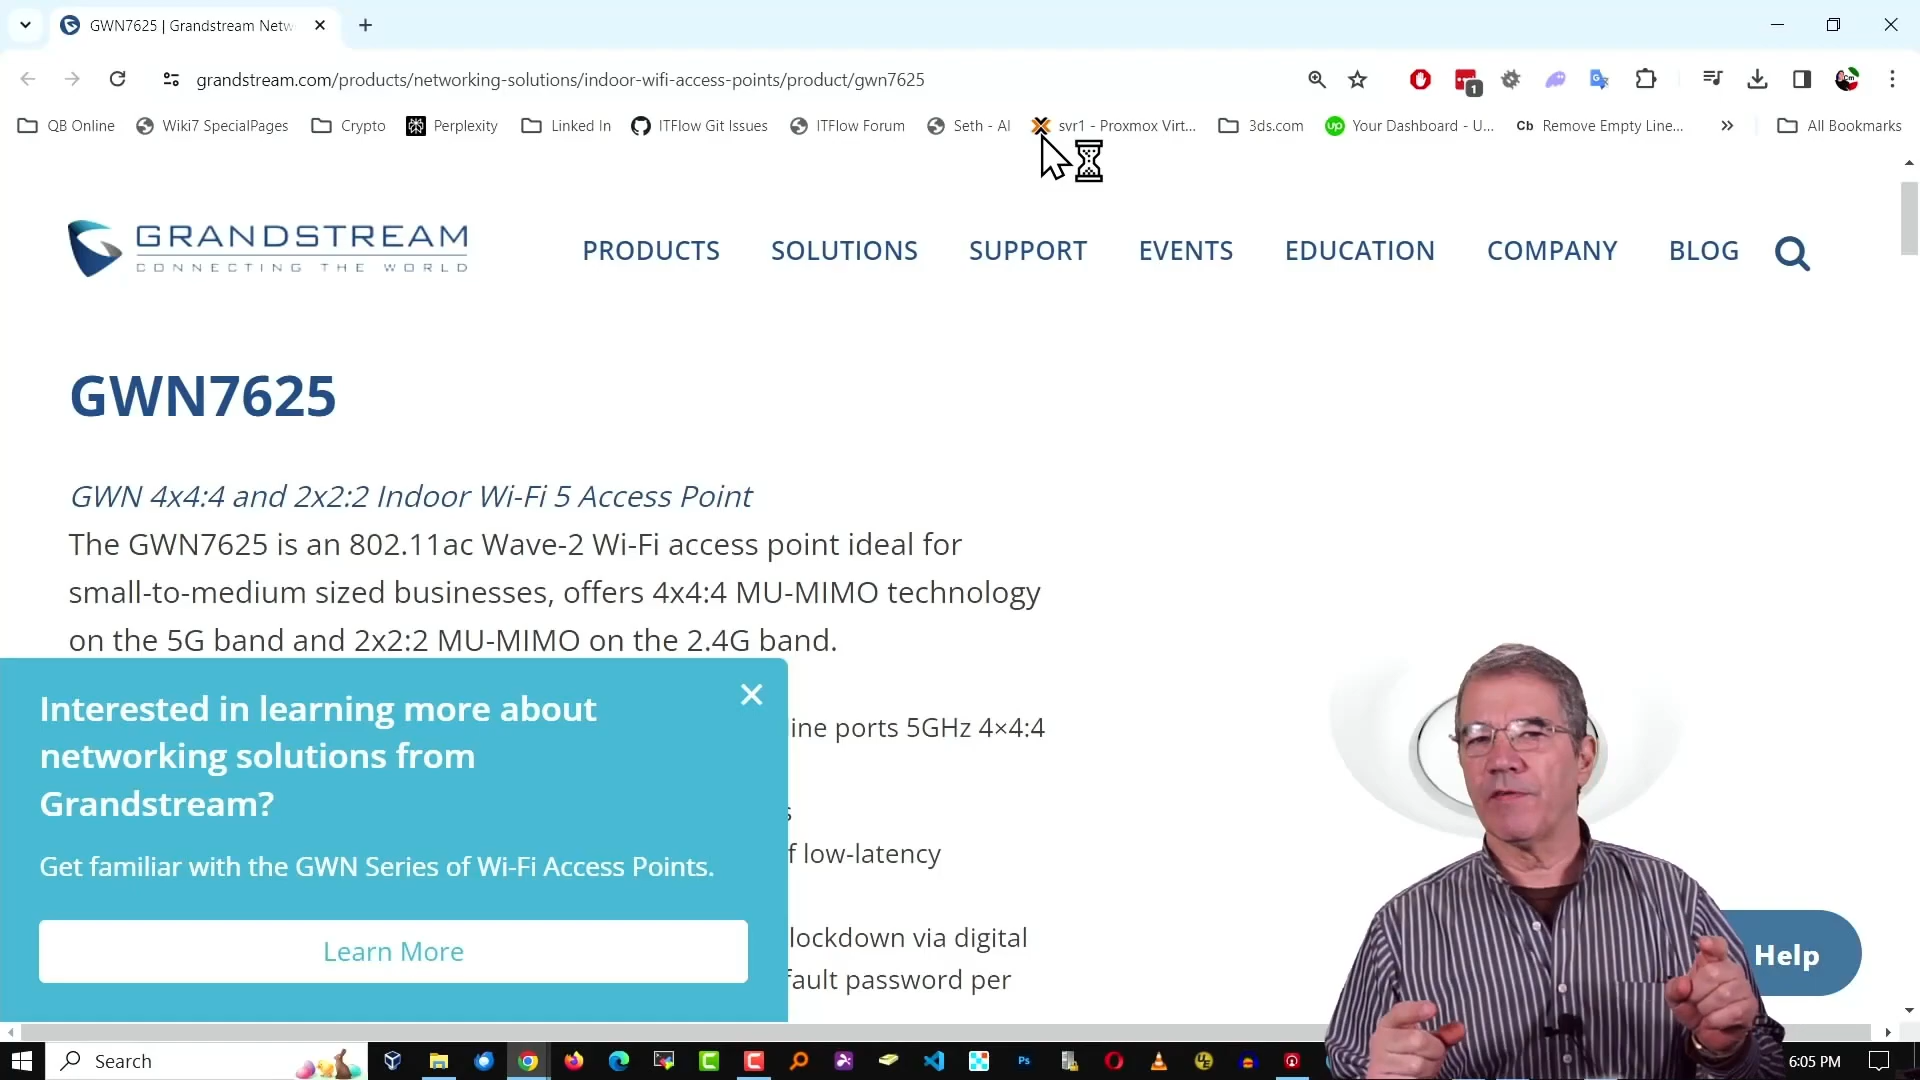 GWN7625 | Grandstream Netw
grandstream.com/products/networking-solutions/indoor-wifi-access-points/product/gwn7625
1
QB Online
Wiki7 SpecialPages
Crypto
Perplexity
Linked In
ITFlow Git Issues
ITFlow Forum
Seth - AI
svr1 - Proxmox Virt...
3ds.com
up
Your Dashboard - U...
Cb
Remove Empty Line...
All Bookmarks
GRANDSTREAM
CONNECTING THE WORLD
PRODUCTS
SOLUTIONS
SUPPORT
EVENTS
EDUCATION
COMPANY
BLOG
GWN7625
GWN 4x4:4 and 2x2:2 Indoor Wi-Fi 5 Access Point
The GWN7625 is an 802.11ac Wave-2 Wi-Fi access point ideal for
small-to-medium sized businesses, offers 4x4:4 MU-MIMO technology
on the 5G band and 2x2:2 MU-MIMO on the 2.4G band.
ine ports 5GHz 4×4:4
f low-latency
lockdown via digital
fault password per
Interested in learning more about
networking solutions from
Grandstream?
Get familiar with the GWN Series of Wi-Fi Access Points.
Learn More
Help
Search
Ps
UE
6:05 PM